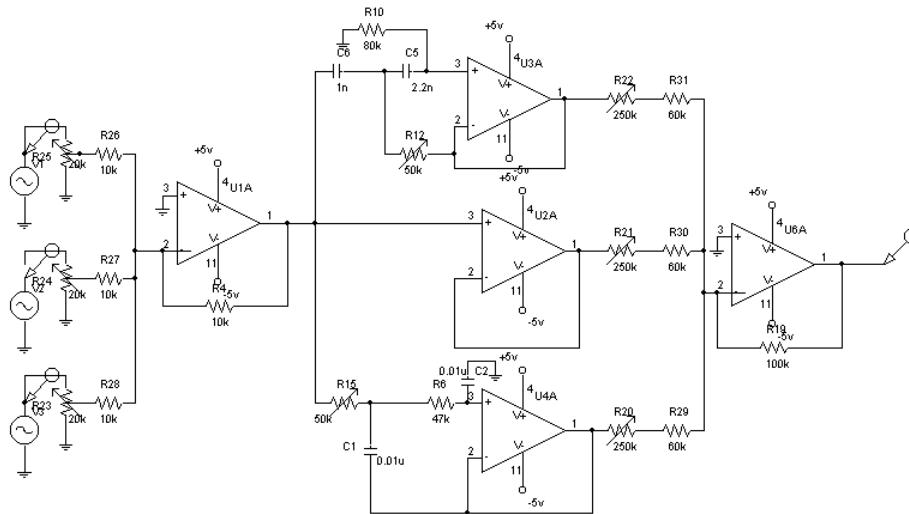 R10
80k
+5v
C6
C5
1n
2.2n
3
+
4
U3A
V+
V-
1
2
-
11
-5v
R12
50k
R22
250k
R31
60k
R25
V1
20k
R26
10k
+5v
3
+
4
U1A
V+
V-
1
2
-
11
-5v
R4
10k
R24
V2
20k
R27
10k
R23
V3
20k
R28
10k
+5v
3
+
4
U2A
V+
V-
1
2
-
11
-5v
R21
250k
R30
60k
+5v
3
+
4
U6A
V+
V-
1
2
-
11
-5v
R19
100k
R15
50k
C1
0.01u
R6
47k
0.01u
C2
+5v
3
+
4
U4A
V+
V-
1
2
-
11
-5v
R20
250k
R29
60k